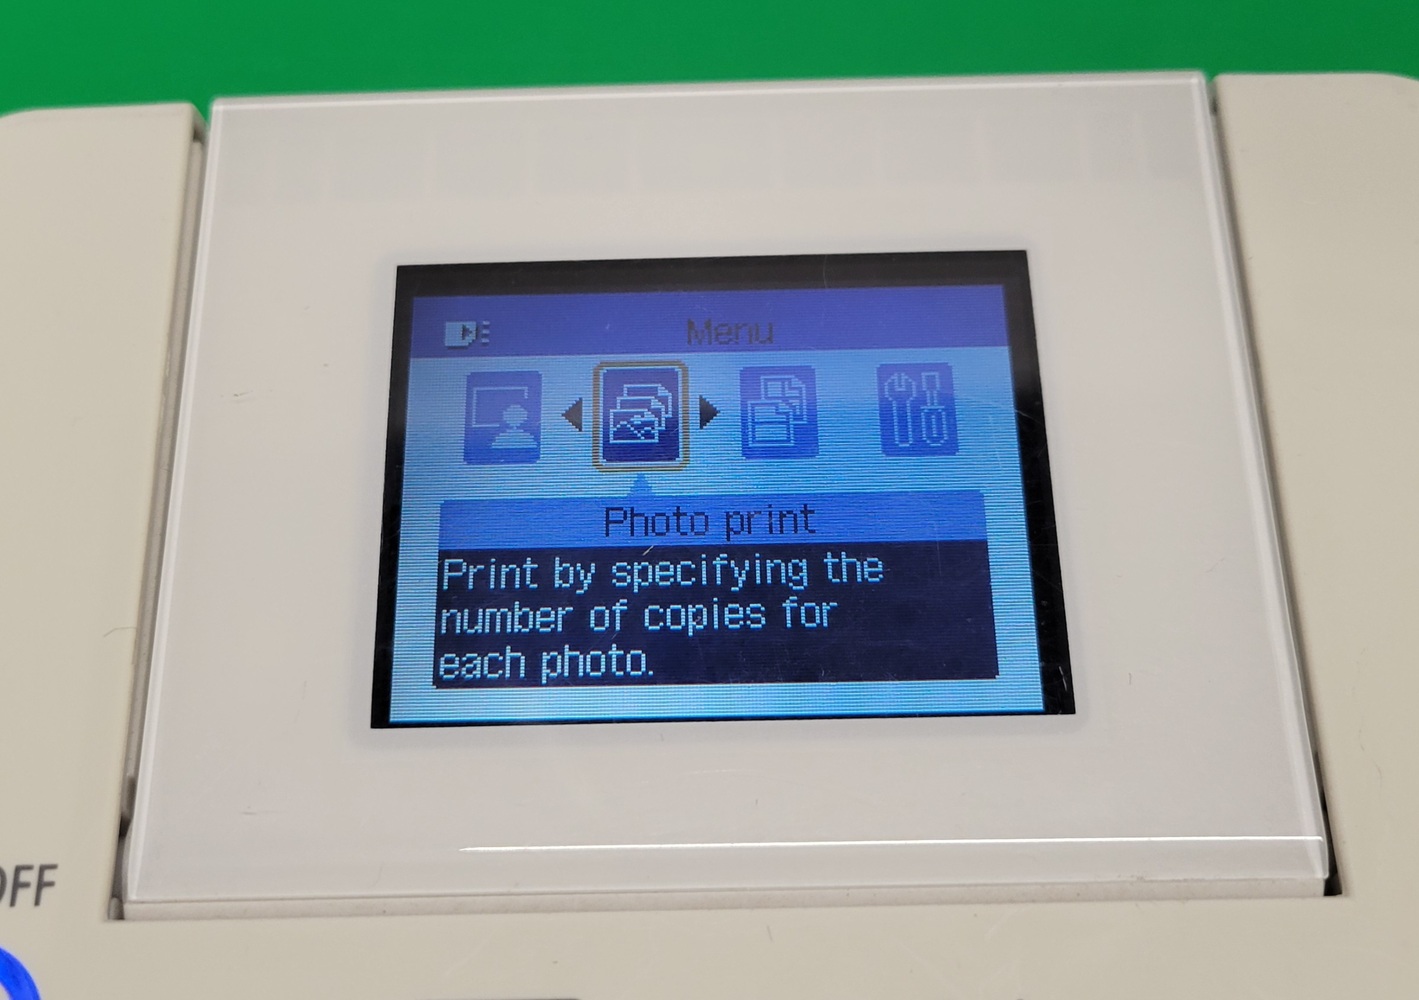 Menu
Photo print
Print by specifying the
number of copies for
each photo.
OFF